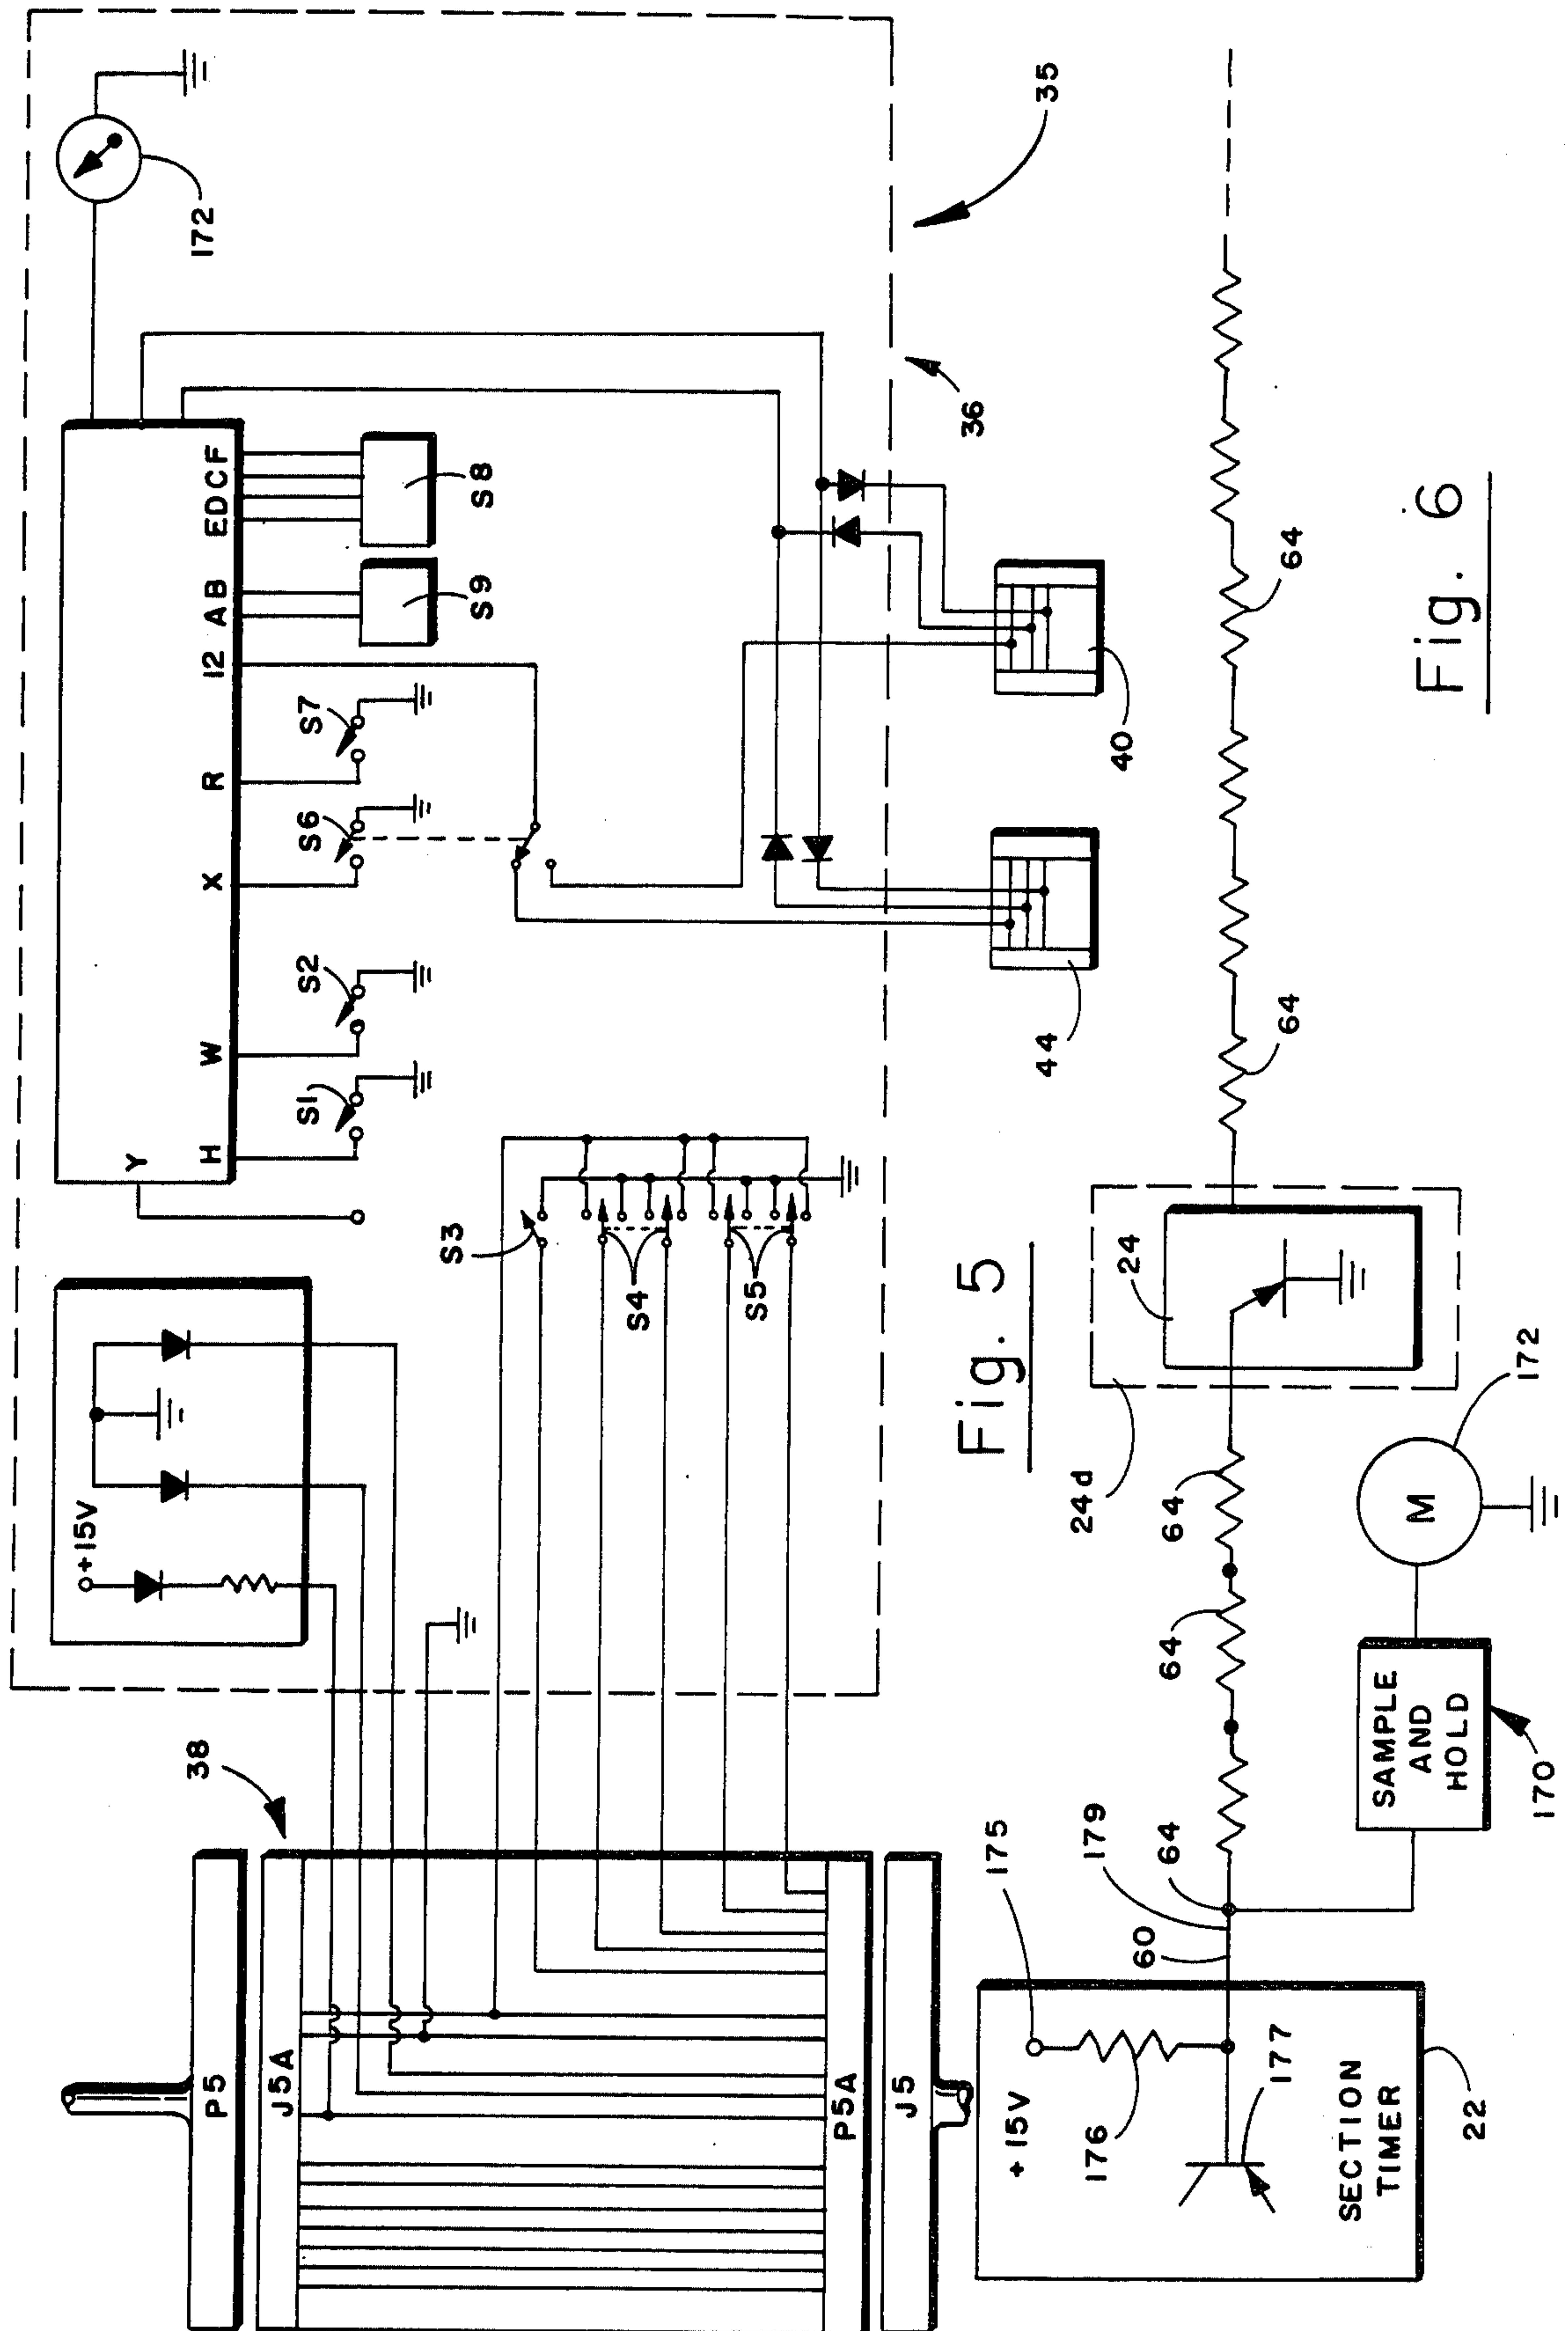 172
35
36
Y
H
W
X
R
12
A B
E D C F
S1
S2
S6
S7
S9
S8
+15V
S3
S4
S5
38
P5
J5A
P5A
J5
44
40
Fig. 5
+15V
175
176
177
SECTION
TIMER
22
60
179
64
64
64
24d
24
64
64
SAMPLE
AND
HOLD
170
M
172
Fig. 6